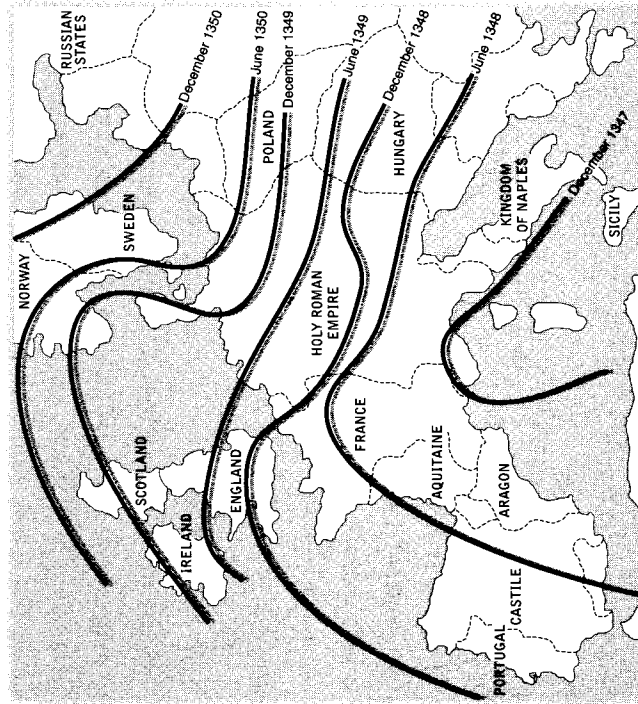 RUSSIAN
STATES
December 1350
June 1350
December 1349
June 1349
December 1348
June 1348
December 1347
NORWAY
SWEDEN
POLAND
HUNGARY
SCOTLAND
IRELAND
ENGLAND
HOLY ROMAN
EMPIRE
KINGDOM
OF NAPLES
SICILY
FRANCE
AQUITAINE
ARAGON
CASTILE
PORTUGAL